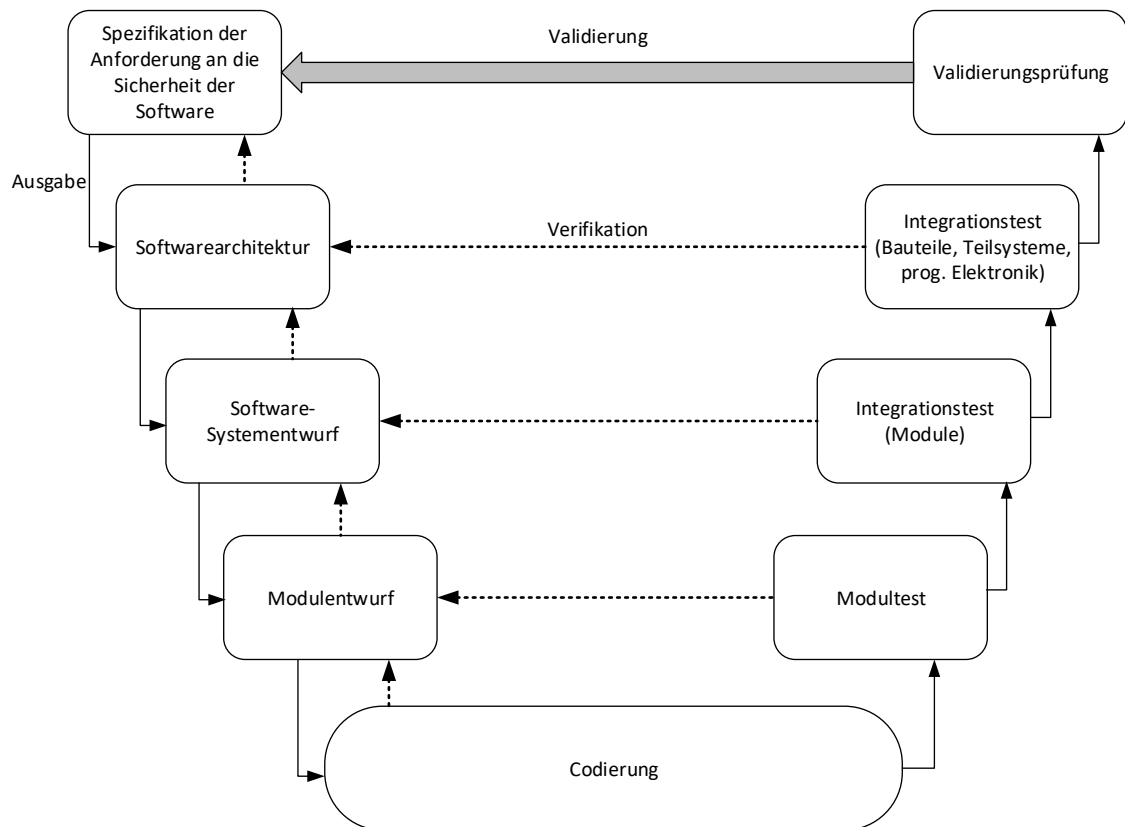 Spezifikation der
Anforderung an die
Sicherheit der
Software
Validierung
Validierungsprüfung
Ausgabe
Softwarearchitektur
Verifikation
Integrationstest
(Bauteile, Teilsysteme,
prog. Elektronik)
Software-
Systementwurf
Integrationstest
(Module)
Modulentwurf
Modultest
Codierung